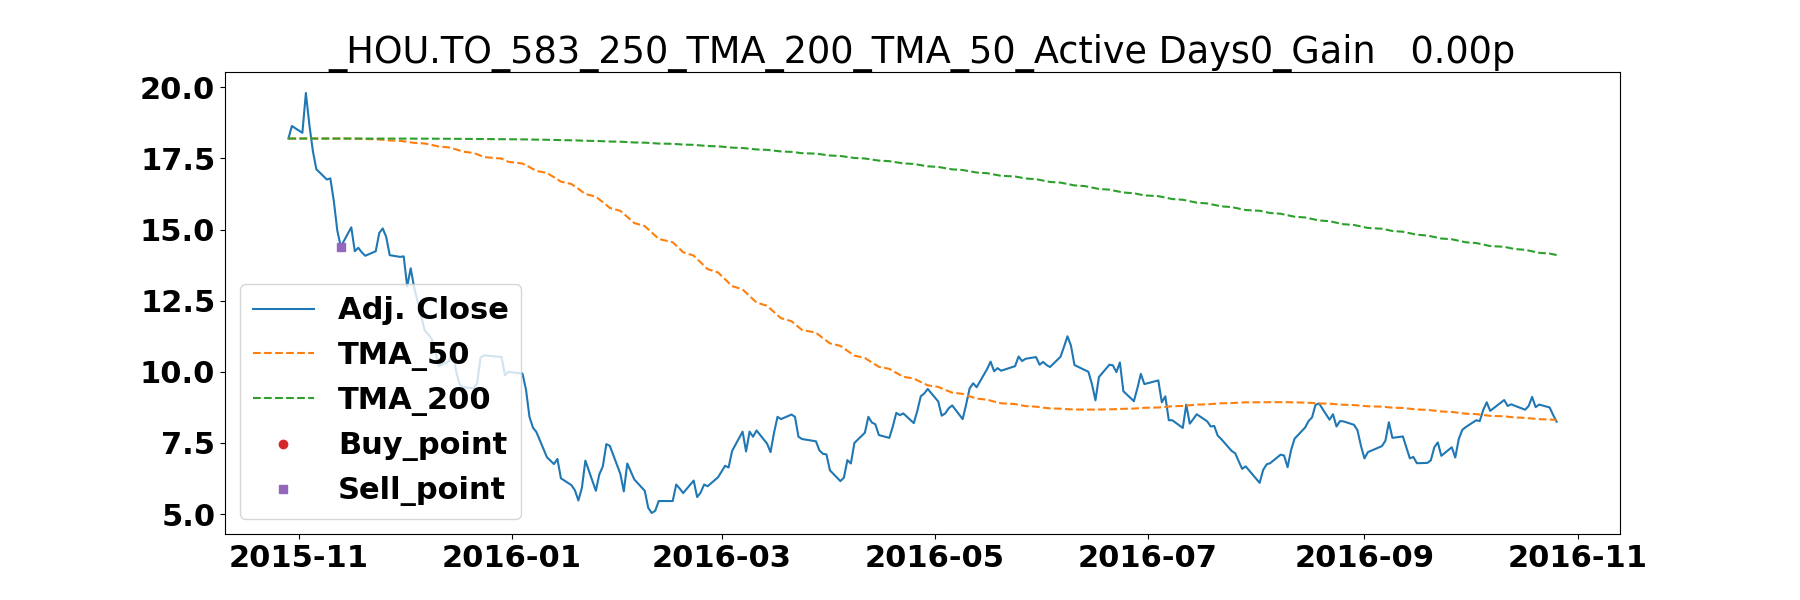 _HOU.TO_583_250_TMA_200_TMA_50_Active Days0_Gain   0.00p
20.0
17.5
15.0
12.5
10.0
7.5
5.0
Adj. Close
TMA_50
TMA_200
Buy_point
Sell_point
2015-11 2016-01 2016-03 2016-05 2016-07 2016-09 2016-11